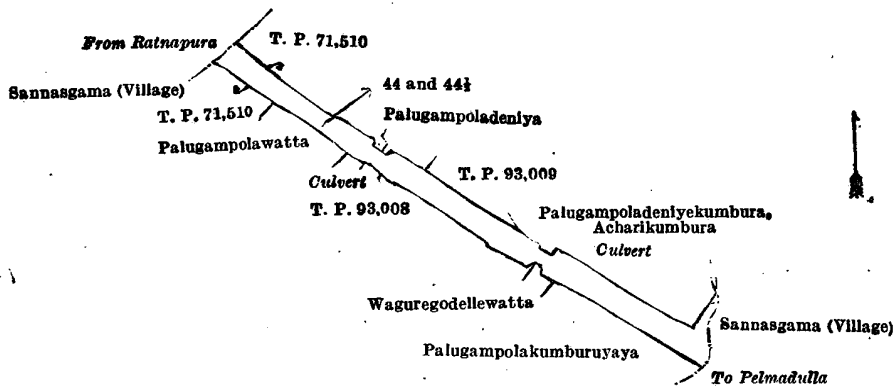 From Ratnapura
T. P. 71,510
Sannasgama (Village)
44 and 44½
T. P. 71,510
Palugampoladeniya
Palugampolawatta
T. P. 93,009
Culvert
T. P. 93,008
Palugampoladeniyekumbura,
Acharikumbura
Culvert
Waguregodellewatta
Sannasgama (Village)
Palugampolakumburuyaya
To Pelmadulla